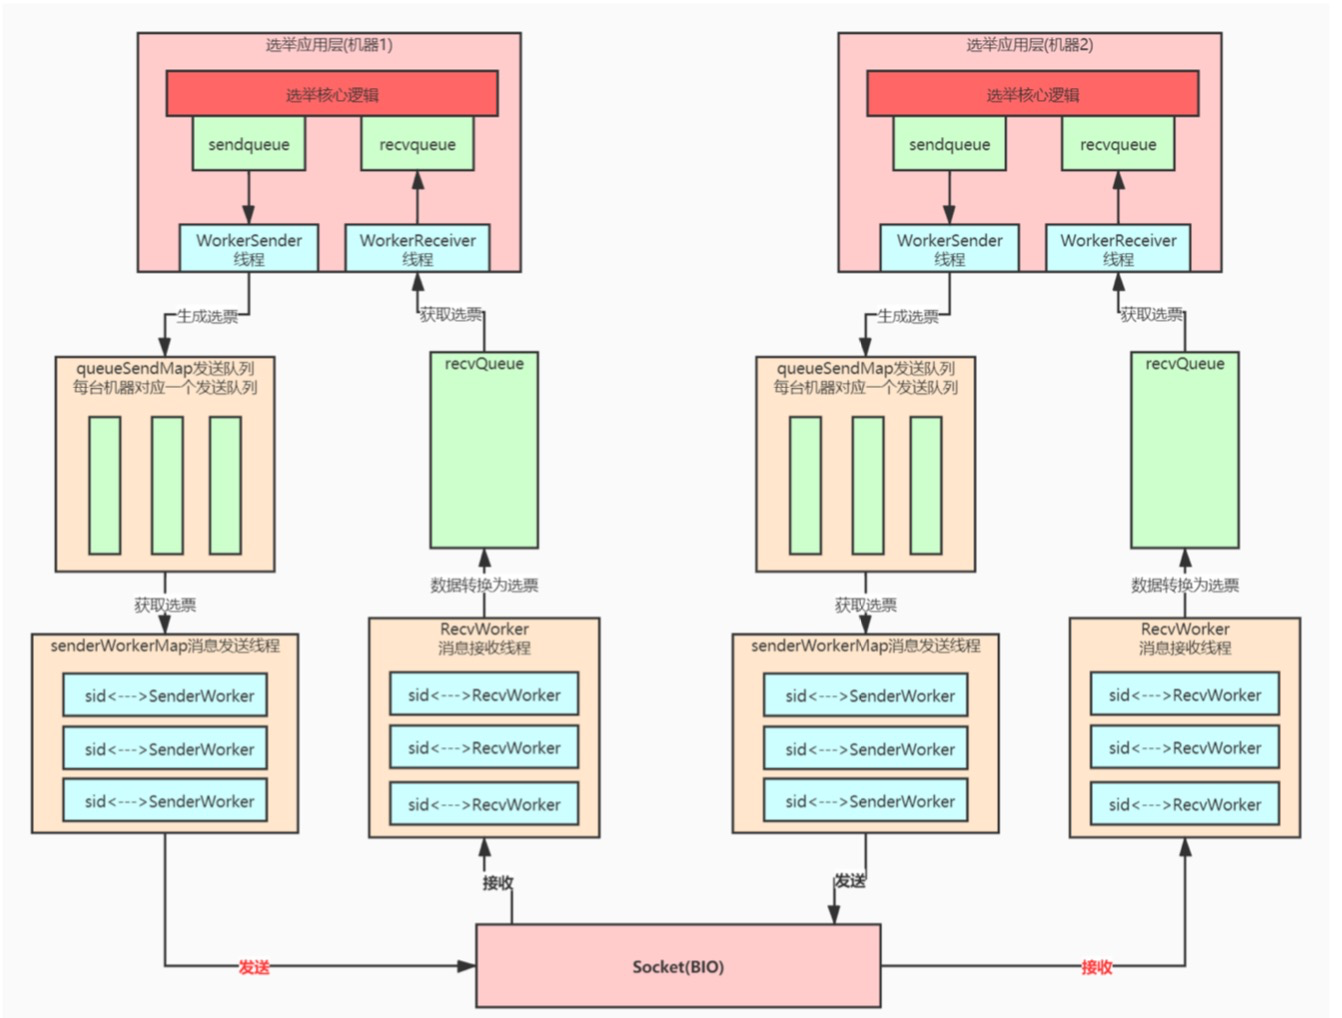 选举应用层(机器1)
选举核心逻辑
sendqueue
recvqueue
WorkerSender
线程
WorkerReceiver
线程
生成选票
获取选票
queueSendMap发送队列
每台机器对应一个发送队列
recvQueue
获取选票
数据转换为选票
senderWorkerMap消息发送线程
sid<--->SenderWorker
sid<--->SenderWorker
sid<--->SenderWorker
RecvWorker
消息接收线程
sid<--->RecvWorker
sid<--->RecvWorker
sid<--->RecvWorker
发送
接收
选举应用层(机器2)
选举核心逻辑
sendqueue
recvqueue
WorkerSender
线程
WorkerReceiver
线程
生成选票
获取选票
queueSendMap发送队列
每台机器对应一个发送队列
recvQueue
获取选票
数据转换为选票
senderWorkerMap消息发送线程
sid<--->SenderWorker
sid<--->SenderWorker
sid<--->SenderWorker
RecvWorker
消息接收线程
sid<--->RecvWorker
sid<--->RecvWorker
sid<--->RecvWorker
发送
接收
Socket(BIO)